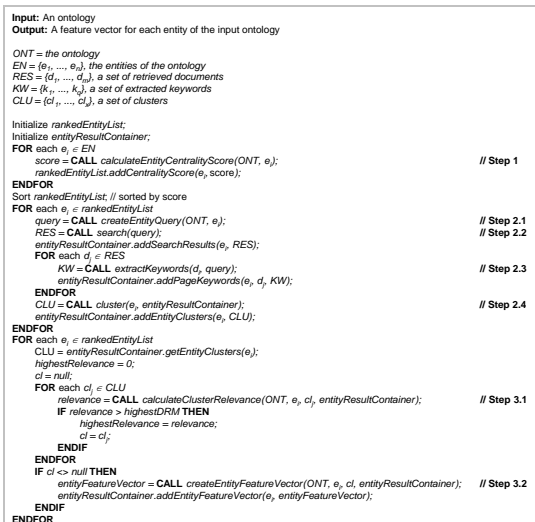 Input: An ontology
Output: A feature vector for each entity of the input ontology
ONT = the ontology
EN = {e1, ..., en}, the entities of the ontology
RES = {d1, ..., dm}, a set of retrieved documents
KW = {k1, ..., kq}, a set of extracted keywords
CLU = {cl1, ..., cls}, a set of clusters
Initialize rankedEntityList;
Initialize entityResultContainer;
FOR each ei ∈ EN
score = CALL calculateEntityCentralityScore(ONT, ei); // Step 1
rankedEntityList.addCentralityScore(ei, score);
ENDFOR
Sort rankedEntityList; // sorted by score
FOR each ei ∈ rankedEntityList
query = CALL createEntityQuery(ONT, ei); // Step 2.1
RES = CALL search(query); // Step 2.2
entityResultContainer.addSearchResults(ei, RES);
FOR each dj ∈ RES
KW = CALL extractKeywords(dj, query); // Step 2.3
entityResultContainer.addPageKeywords(ei, dj, KW);
ENDFOR
CLU = CALL cluster(ei, entityResultContainer); // Step 2.4
entityResultContainer.addEntityClusters(ei, CLU);
ENDFOR
FOR each ei ∈ rankedEntityList
CLU = entityResultContainer.getEntityClusters(ei);
highestRelevance = 0;
cl = null;
FOR each clj ∈ CLU
relevance = CALL calculateClusterRelevance(ONT, ei, clj, entityResultContainer); // Step 3.1
IF relevance > highestDRM THEN
highestRelevance = relevance;
cl = clj;
ENDIF
ENDFOR
IF cl <> null THEN
entityFeatureVector = CALL createEntityFeatureVector(ONT, ei, cl, entityResultContainer); // Step 3.2
entityResultContainer.addEntityFeatureVector(ei, entityFeatureVector);
ENDIF
ENDFOR